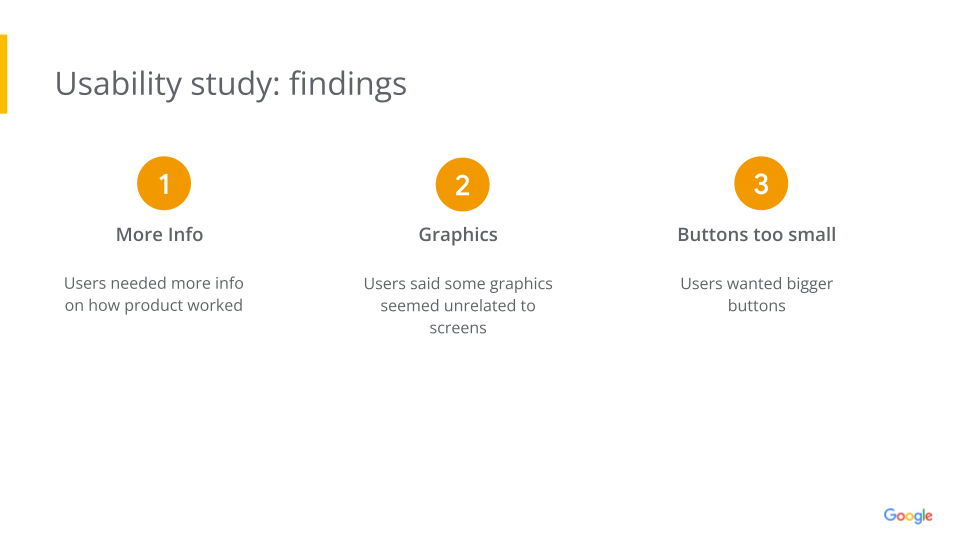 Usability study: findings
1
2
3
More Info
Graphics
Buttons too small
Users needed more info
on how product worked
Users said some graphics
seemed unrelated to
screens
Users wanted bigger
buttons
Google